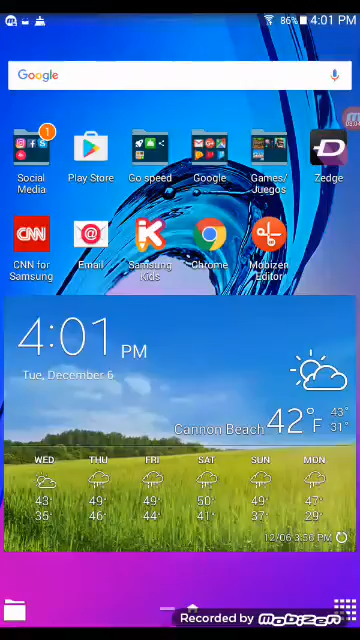 86% 4:01 PM
Google
1
Social Media
Play Store
Go speed
Google
Games/Juegos
Zedge
CNN
CNN for Samsung
Email
Samsung Kids
Chrome
Mobizen Editor
4:01 PM
Tue, December 6
Cannon Beach 42°F 43° 31°
WED THU FRI SAT SUN MON
43° 49° 49° 50° 49° 47°
35° 46° 44° 41° 37° 29°
12/06 3:56 PM
Recorded by Mobizen